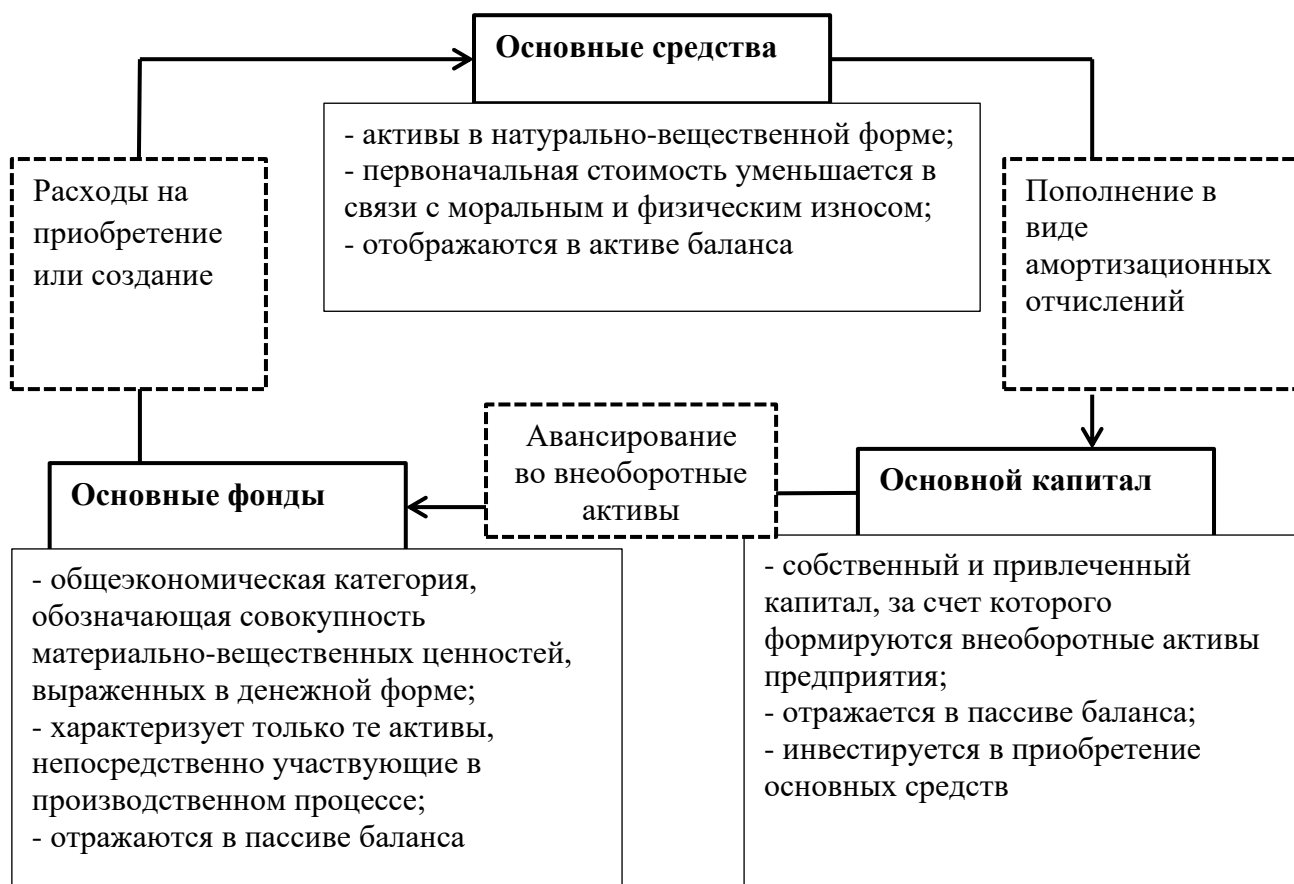 Основные средства
- активы в натурально-вещественной форме;
- первоначальная стоимость уменьшается в
связи с моральным и физическим износом;
- отображаются в активе баланса
Расходы на
приобретение
или создание
Пополнение в
виде
амортизационных
отчислений
Авансирование
во внеоборотные
активы
Основные фонды
- общеэкономическая категория,
обозначающая совокупность
материально-вещественных ценностей,
выраженных в денежной форме;
- характеризует только те активы,
непосредственно участвующие в
производственном процессе;
- отражаются в пассиве баланса
Основной капитал
- собственный и привлеченный
капитал, за счет которого
формируются внеоборотные активы
предприятия;
- отражается в пассиве баланса;
- инвестируется в приобретение
основных средств